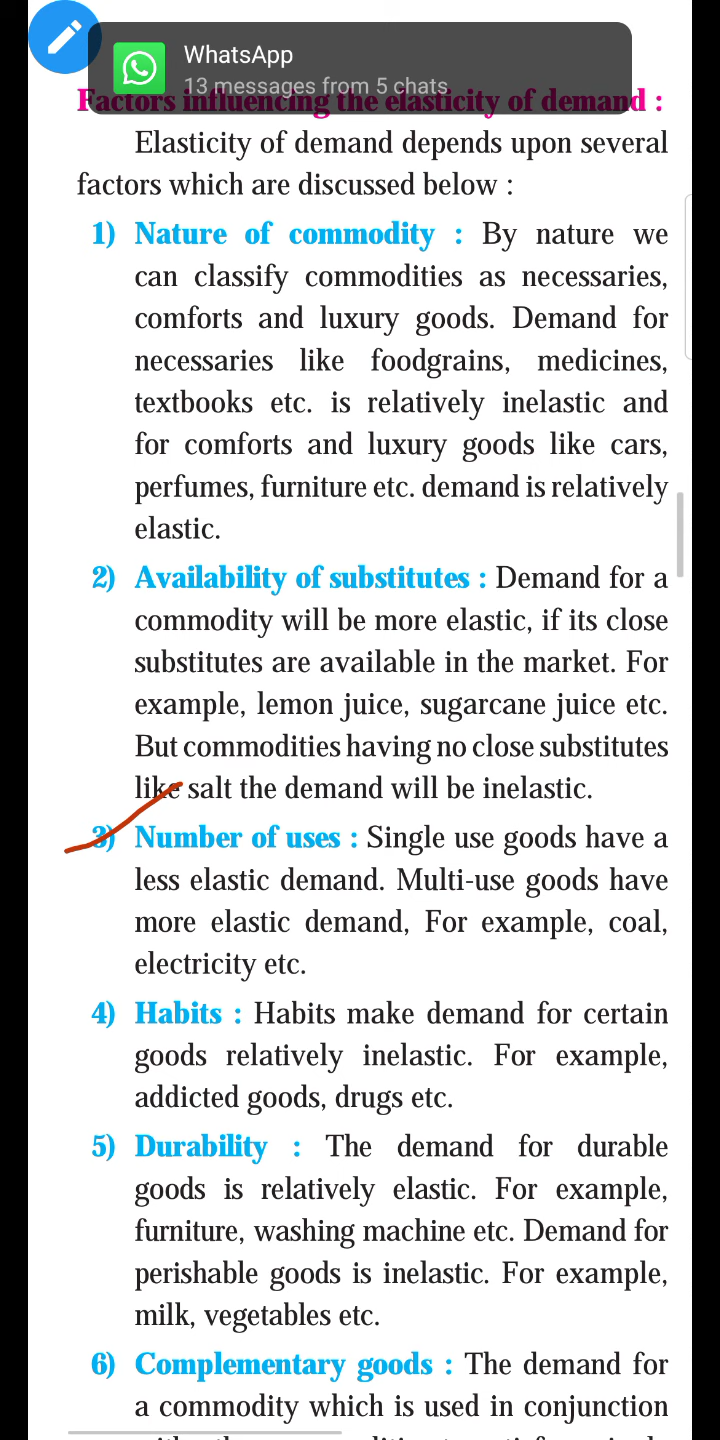 WhatsApp
13 messages from 5 chats
Factors influencing the elasticity of demand :
Elasticity of demand depends upon several
factors which are discussed below :
1) Nature of commodity : By nature we
can classify commodities as necessaries,
comforts and luxury goods. Demand for
necessaries like foodgrains, medicines,
textbooks etc. is relatively inelastic and
for comforts and luxury goods like cars,
perfumes, furniture etc. demand is relatively
elastic.
2) Availability of substitutes : Demand for a
commodity will be more elastic, if its close
substitutes are available in the market. For
example, lemon juice, sugarcane juice etc.
But commodities having no close substitutes
like salt the demand will be inelastic.
3) Number of uses : Single use goods have a
less elastic demand. Multi-use goods have
more elastic demand, For example, coal,
electricity etc.
4) Habits : Habits make demand for certain
goods relatively inelastic. For example,
addicted goods, drugs etc.
5) Durability : The demand for durable
goods is relatively elastic. For example,
furniture, washing machine etc. Demand for
perishable goods is inelastic. For example,
milk, vegetables etc.
6) Complementary goods : The demand for
a commodity which is used in conjunction